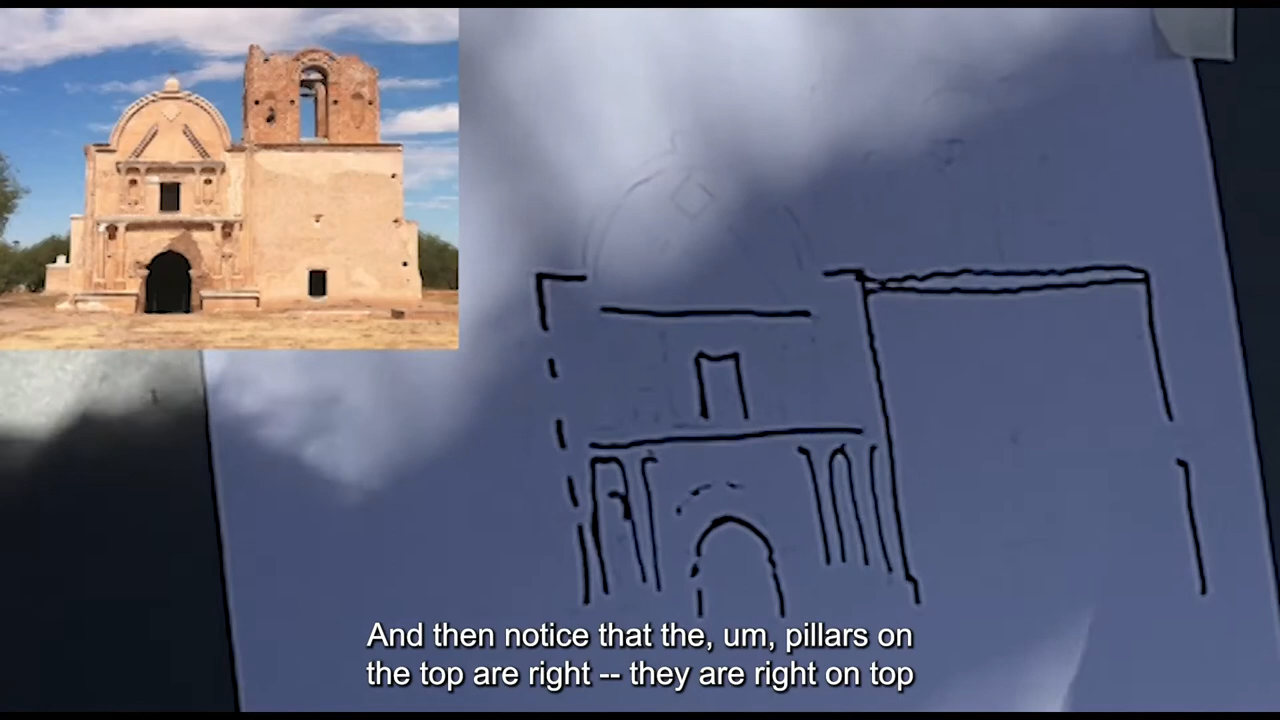 And then notice that the, um, pillars on
the top are right -- they are right on top